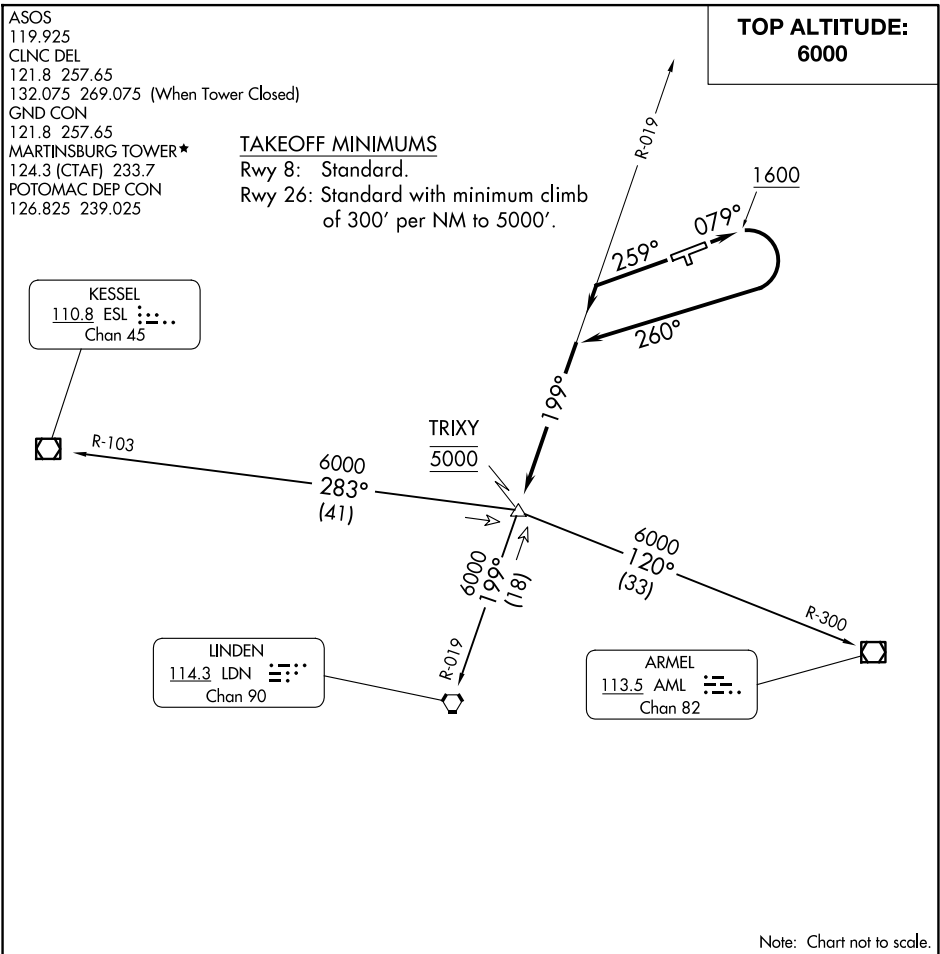 ASOS
119.925
CLNC DEL
121.8 257.65
132.075 269.075 (When Tower Closed)
GND CON
121.8 257.65
MARTINSBURG TOWER★
124.3 (CTAF) 233.7
POTOMAC DEP CON
126.825 239.025
TOP ALTITUDE:
6000
TAKEOFF MINIMUMS
Rwy 8: Standard.
Rwy 26: Standard with minimum climb
of 300′ per NM to 5000′.
R-019
1600
079°
259°
260°
199°
KESSEL
110.8 ESL
Chan 45
R-103
6000
283°
(41)
TRIXY
5000
6000
199°
(18)
R-019
6000
120°
(33)
R-300
LINDEN
114.3 LDN
Chan 90
ARMEL
113.5 AML
Chan 82
Note: Chart not to scale.